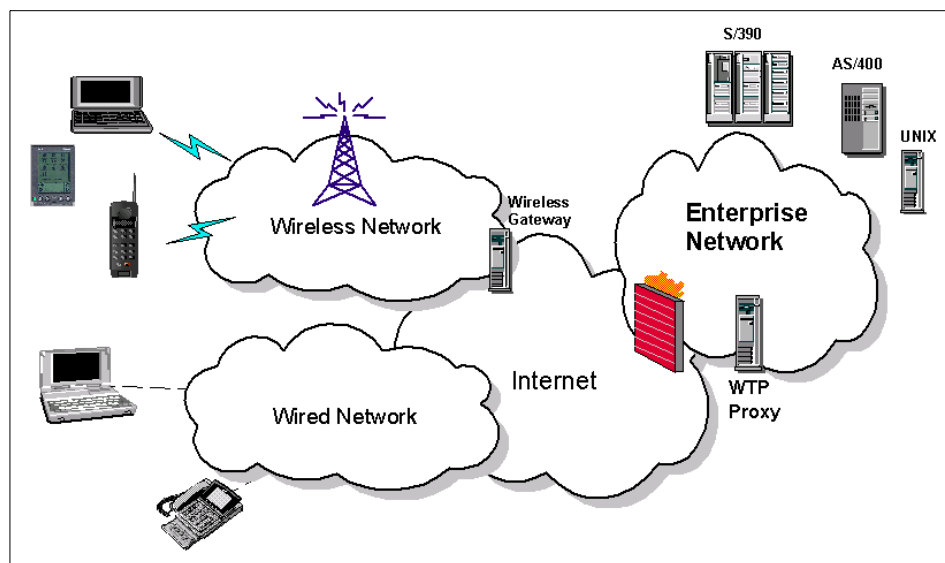 S/390
AS/400
UNIX
Wireless
Gateway
Wireless Network
Enterprise
Network
Internet
WTP
Proxy
Wired Network